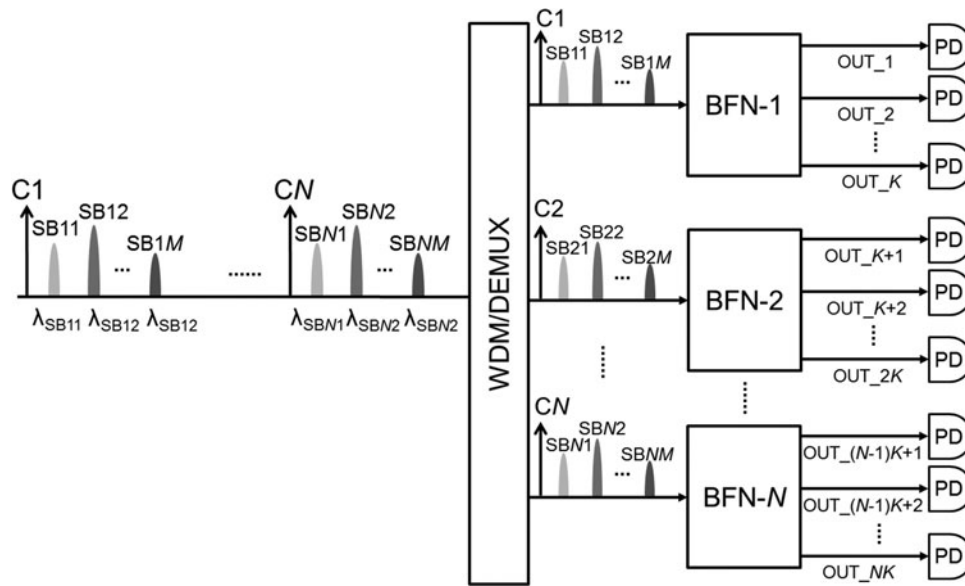 C1
SB11
SB12
SB1M
......
CN
SBN1
SBN2
SBNM
λSB11
λSB12
λSB12
λSBN1
λSBN2
λSBN2
WDM/DEMUX
C1
SB11
SB12
SB1M
BFN-1
OUT_1
OUT_2
OUT_K
PD
PD
PD
C2
SB21
SB22
SB2M
BFN-2
OUT_K+1
OUT_K+2
OUT_2K
PD
PD
PD
CN
SBN1
SBN2
SBNM
BFN-N
OUT_(N-1)K+1
OUT_(N-1)K+2
OUT_NK
PD
PD
PD